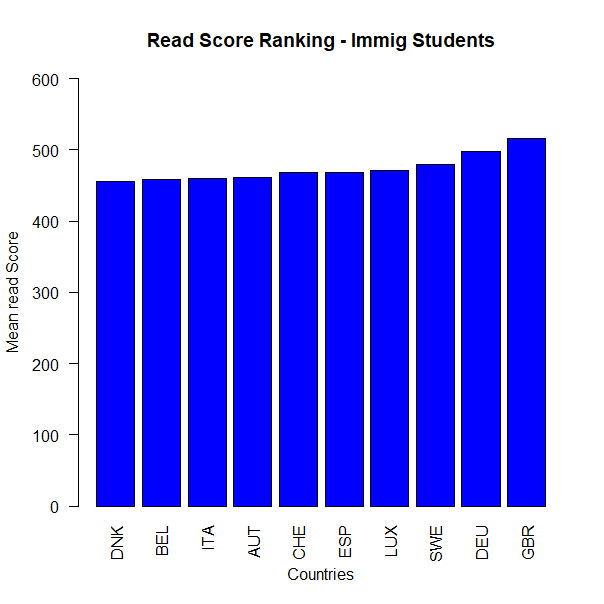 Read Score Ranking - Immig Students
Mean read Score
600
500
400
300
200
100
0
DNK
BEL
ITA
AUT
CHE
ESP
LUX
SWE
DEU
GBR
Countries